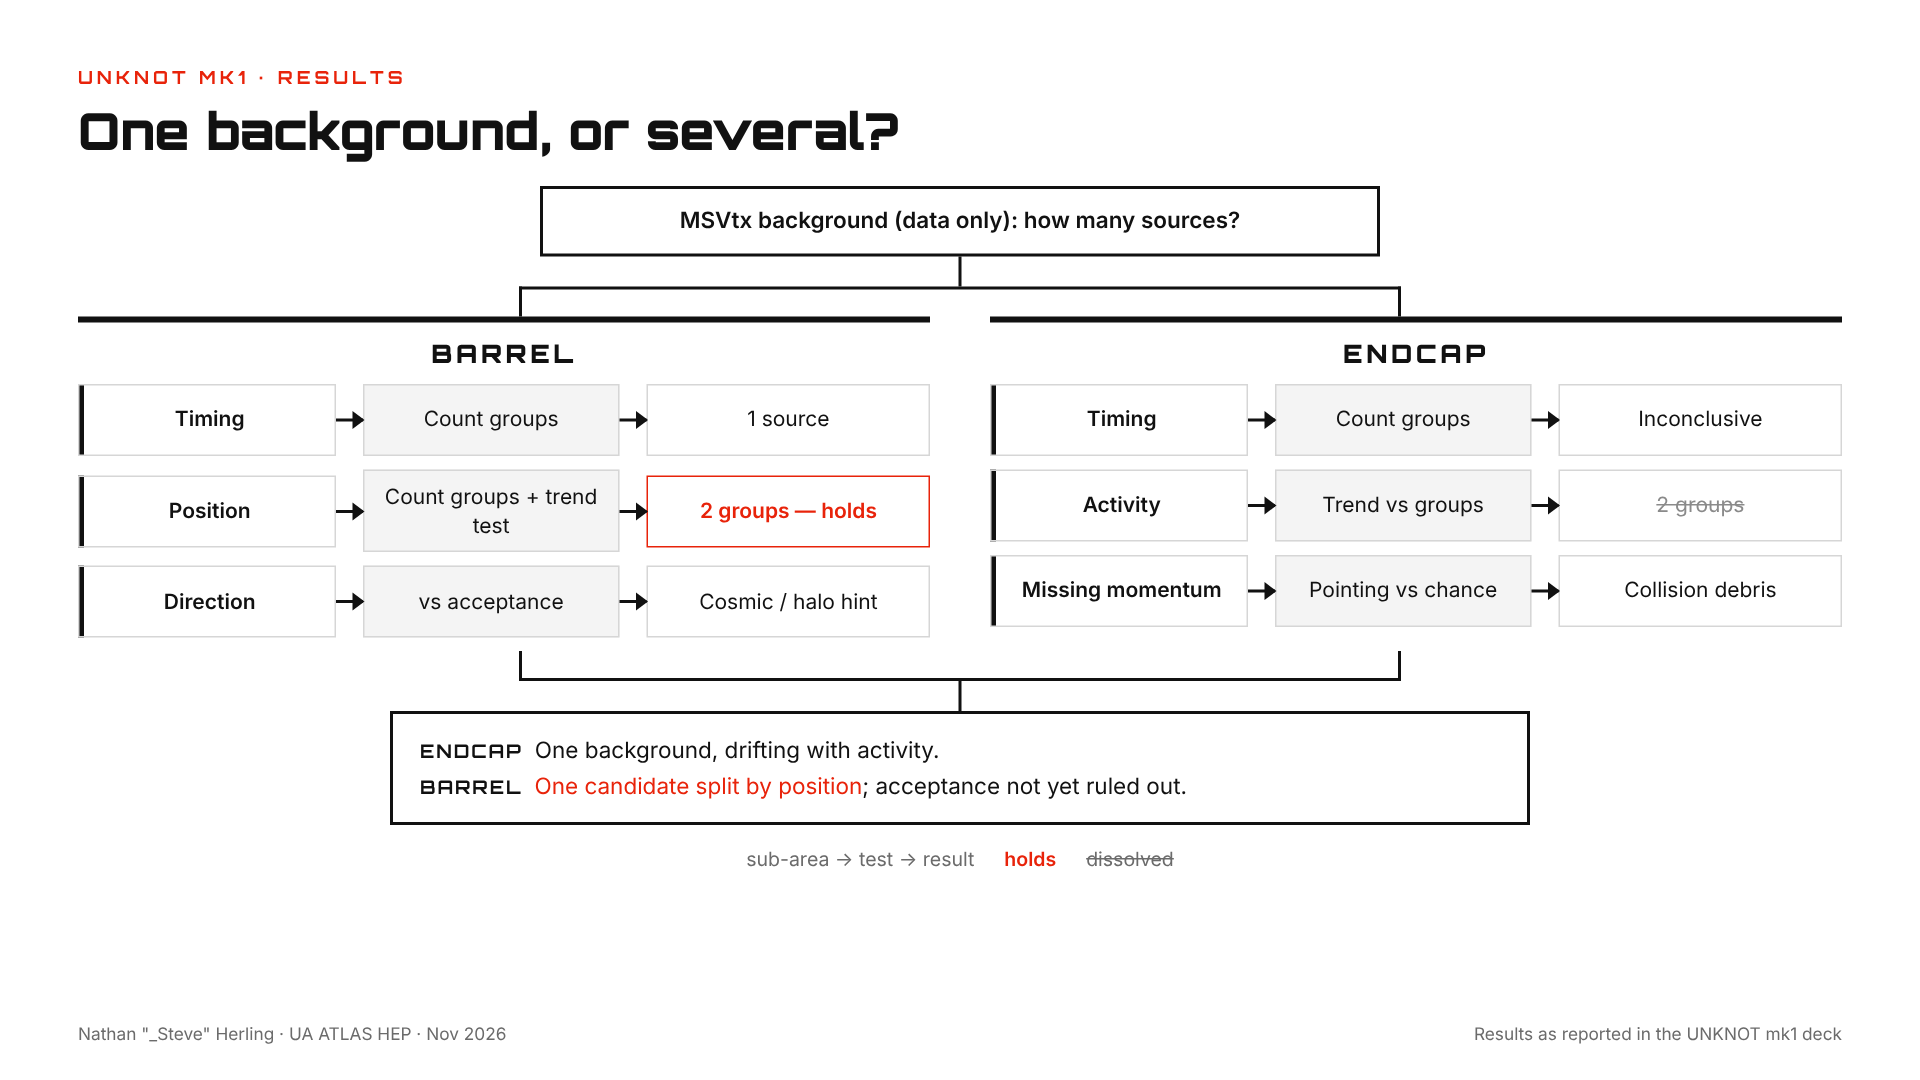 UNKNOT MK1 · RESULTS
One background, or several?
MSVtx background (data only): how many sources?
BARREL
Timing
Count groups
1 source
Position
Count groups + trend
test
2 groups — holds
Direction
vs acceptance
Cosmic / halo hint
ENDCAP
Timing
Count groups
Inconclusive
Activity
Trend vs groups
2 groups
Missing momentum
Pointing vs chance
Collision debris
ENDCAP One background, drifting with activity.
BARREL One candidate split by position; acceptance not yet ruled out.
sub-area → test → result holds dissolved
Nathan "_Steve" Herling · UA ATLAS HEP · Nov 2026
Results as reported in the UNKNOT mk1 deck